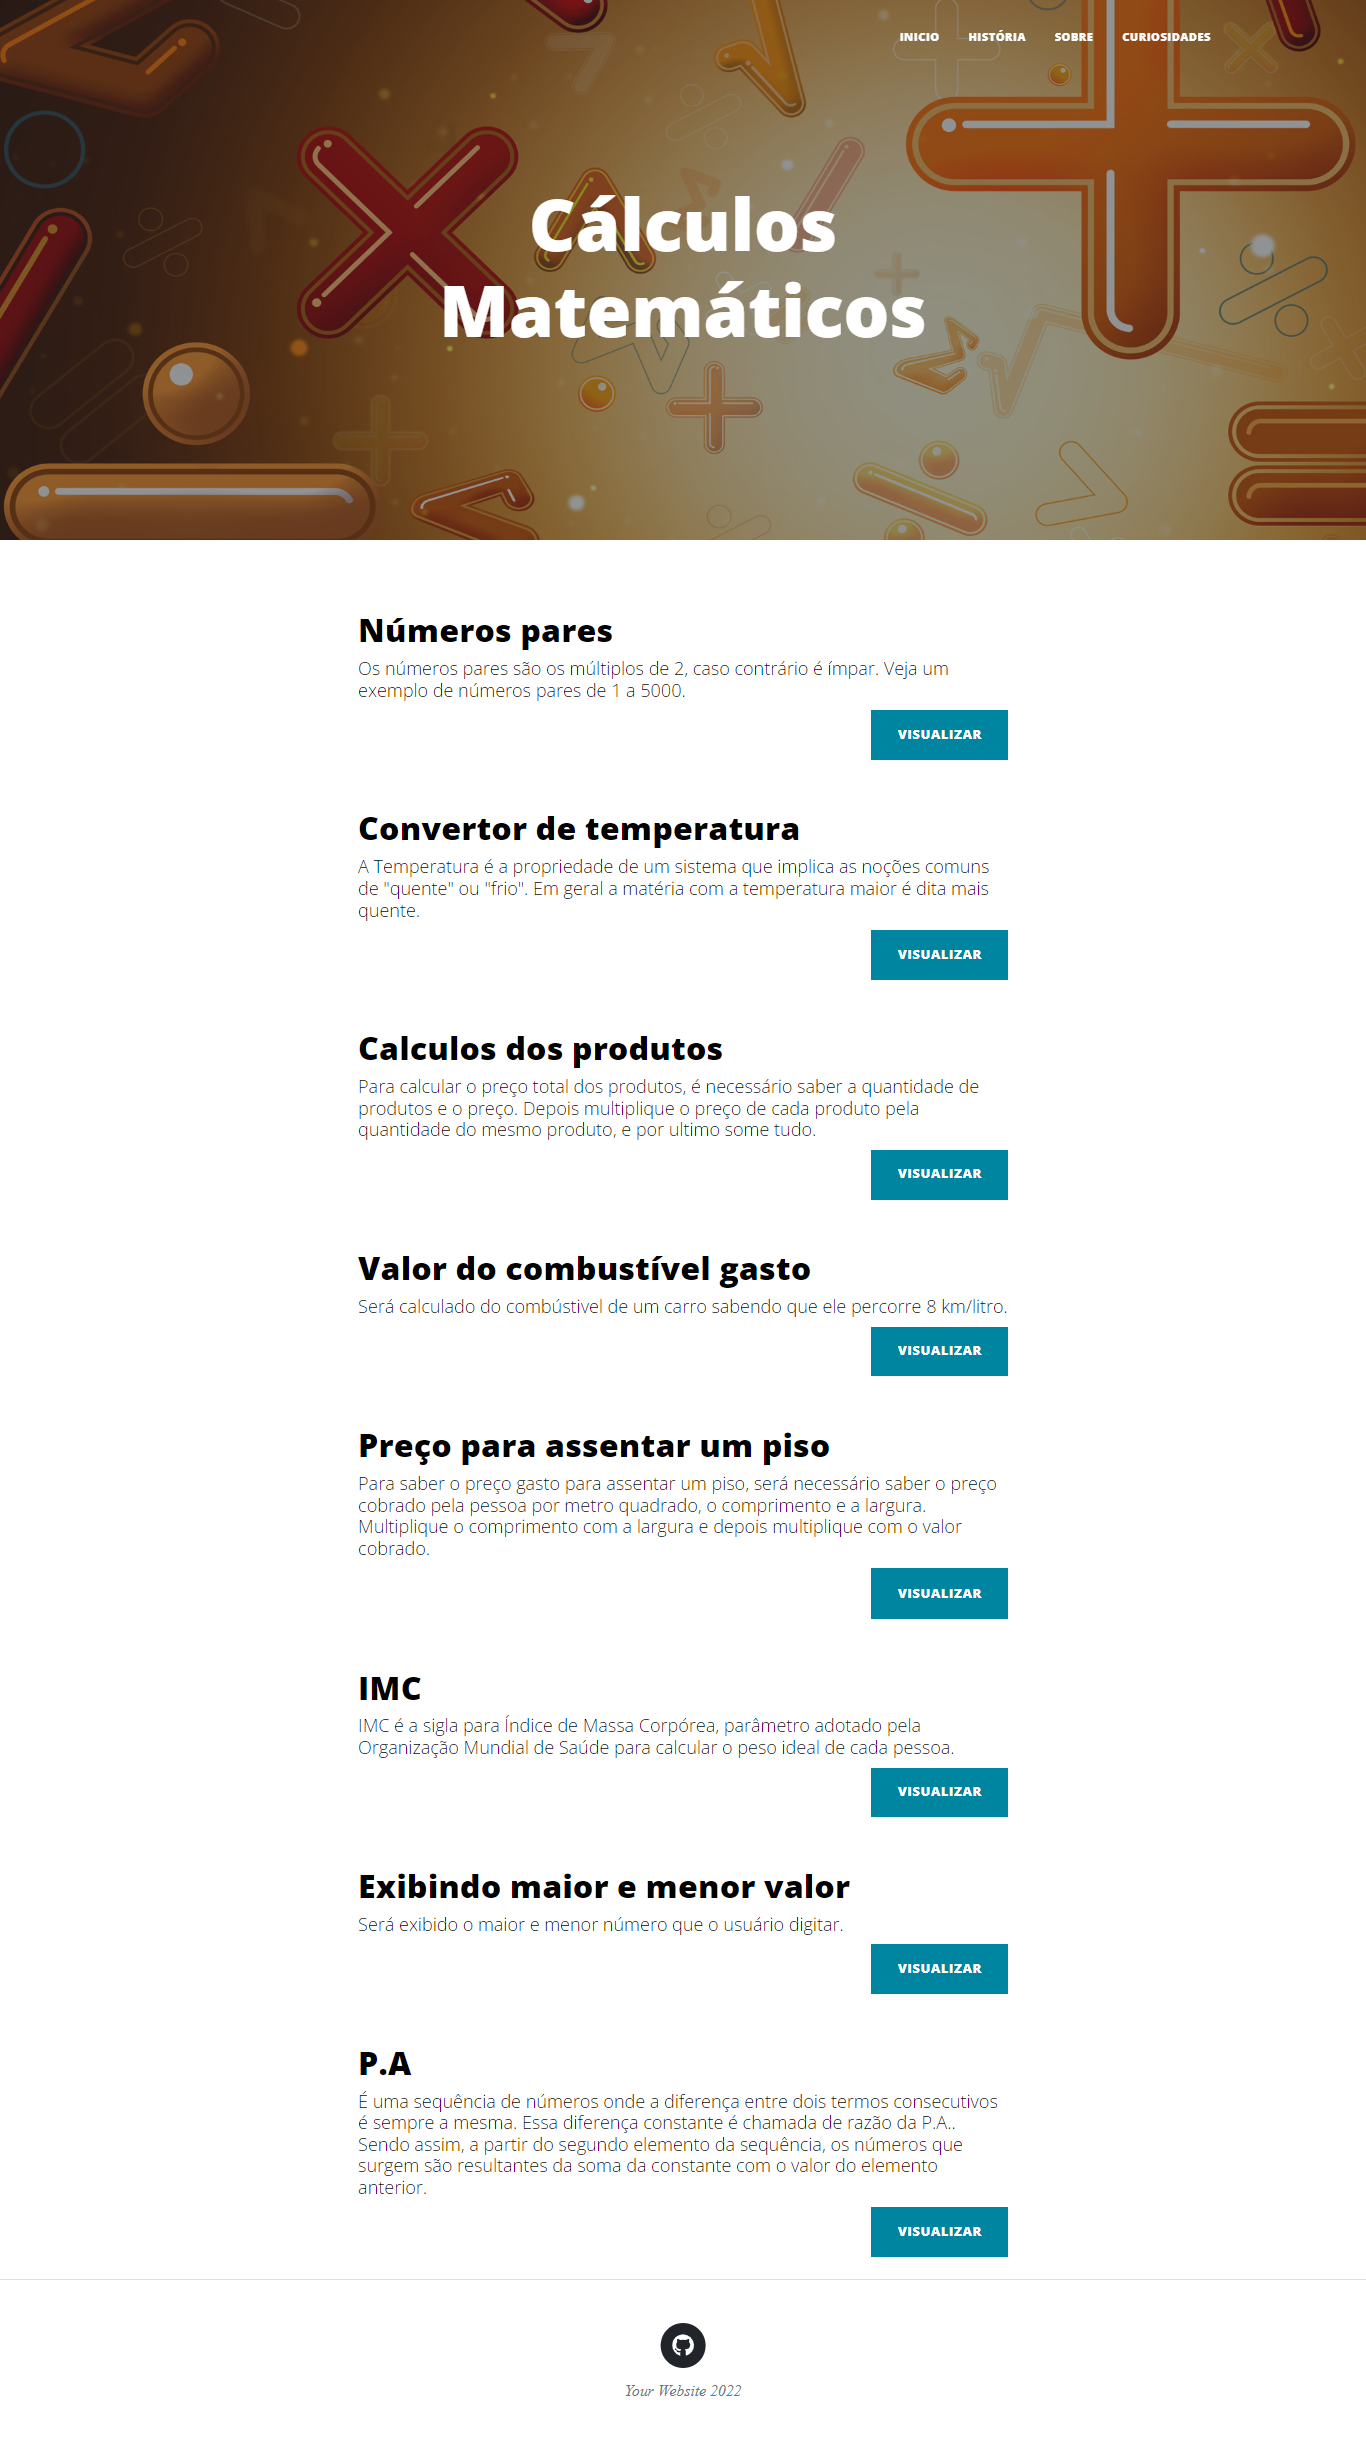 INICIO HISTÓRIA SOBRE CURIOSIDADES
Cálculos
Matemáticos
Números pares
Os números pares são os múltiplos de 2, caso contrário é ímpar. Veja um
exemplo de números pares de 1 a 5000.
VISUALIZAR
Convertor de temperatura
A Temperatura é a propriedade de um sistema que implica as noções comuns
de "quente" ou "frio". Em geral a matéria com a temperatura maior é dita mais
quente.
VISUALIZAR
Calculos dos produtos
Para calcular o preço total dos produtos, é necessário saber a quantidade de
produtos e o preço. Depois multiplique o preço de cada produto pela
quantidade do mesmo produto, e por ultimo some tudo.
VISUALIZAR
Valor do combustível gasto
Será calculado do combústivel de um carro sabendo que ele percorre 8 km/litro.
VISUALIZAR
Preço para assentar um piso
Para saber o preço gasto para assentar um piso, será necessário saber o preço
cobrado pela pessoa por metro quadrado, o comprimento e a largura.
Multiplique o comprimento com a largura e depois multiplique com o valor
cobrado.
VISUALIZAR
IMC
IMC é a sigla para Índice de Massa Corpórea, parâmetro adotado pela
Organização Mundial de Saúde para calcular o peso ideal de cada pessoa.
VISUALIZAR
Exibindo maior e menor valor
Será exibido o maior e menor número que o usuário digitar.
VISUALIZAR
P.A
É uma sequência de números onde a diferença entre dois termos consecutivos
é sempre a mesma. Essa diferença constante é chamada de razão da P.A..
Sendo assim, a partir do segundo elemento da sequência, os números que
surgem são resultantes da soma da constante com o valor do elemento
anterior.
VISUALIZAR
Your Website 2022